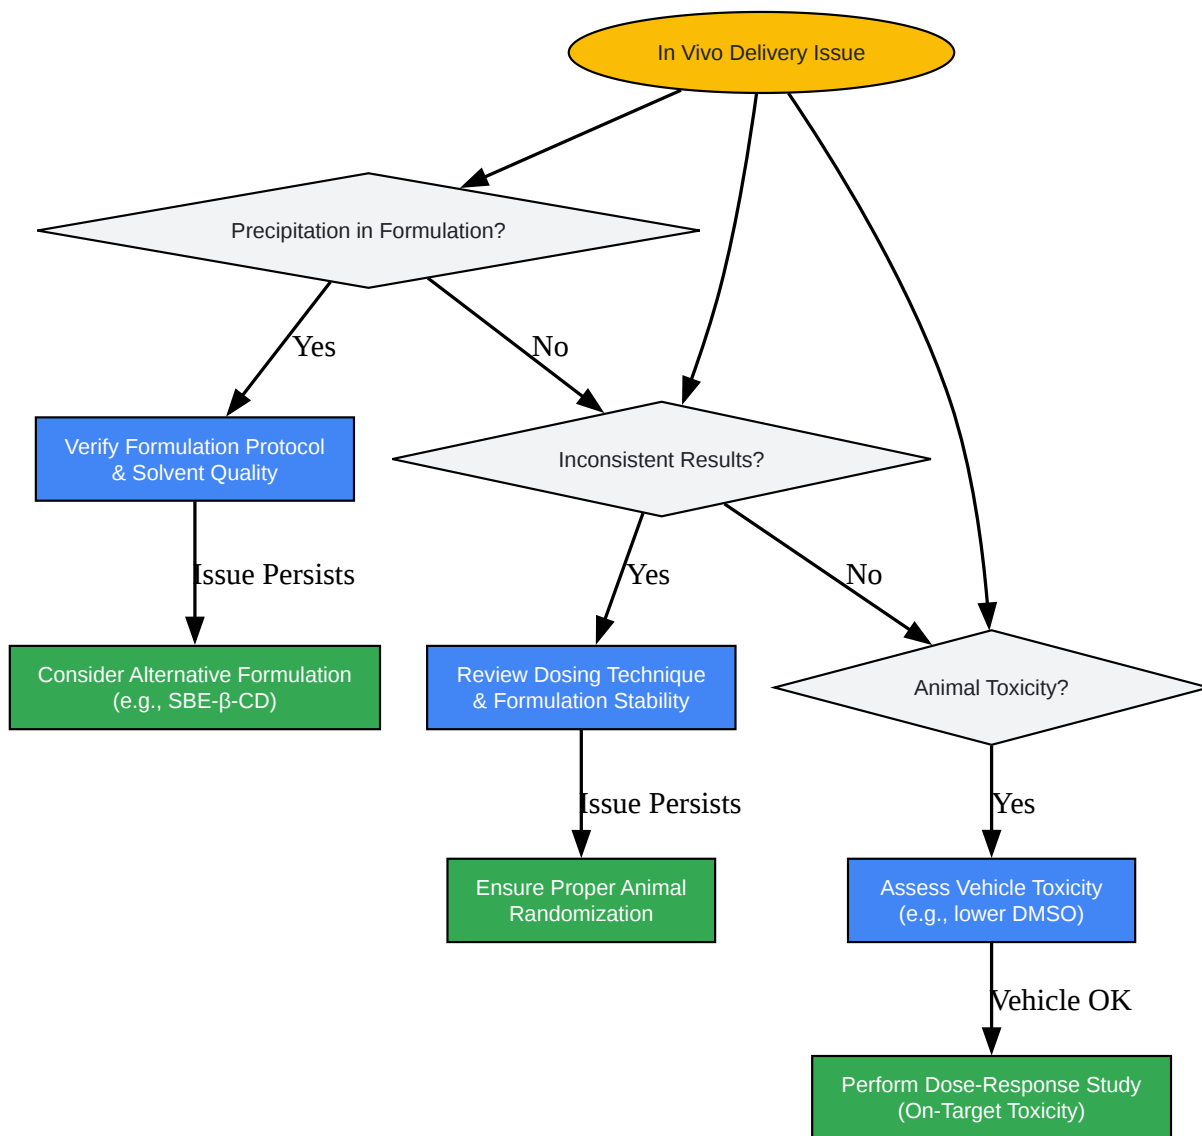 In Vivo Delivery Issue
Precipitation in Formulation?
Yes
No
Verify Formulation Protocol
& Solvent Quality
Inconsistent Results?
Issue Persists
Yes
No
Consider Alternative Formulation
(e.g., SBE-β-CD)
Review Dosing Technique
& Formulation Stability
Animal Toxicity?
Issue Persists
Yes
Ensure Proper Animal
Randomization
Assess Vehicle Toxicity
(e.g., lower DMSO)
Vehicle OK
Perform Dose-Response Study
(On-Target Toxicity)